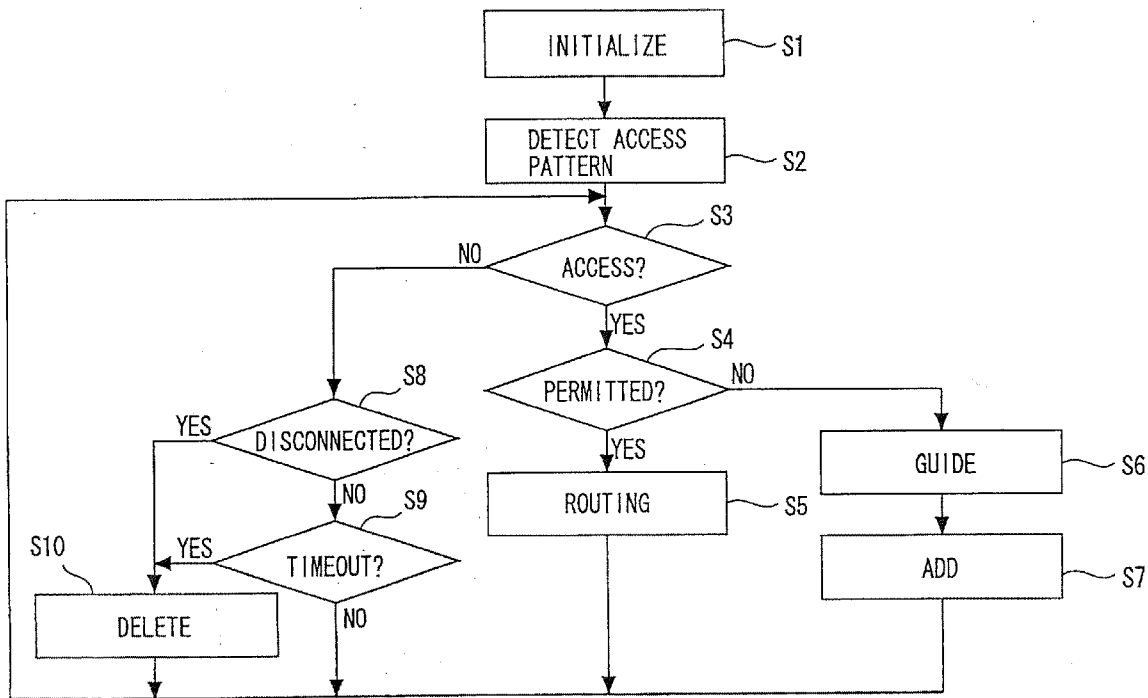 INITIALIZE
S1
DETECT ACCESS
PATTERN
S2
S3
NO
ACCESS?
YES
S4
PERMITTED?
NO
S8
YES
DISCONNECTED?
YES
GUIDE
S6
NO
S9
ROUTING
S5
S10
YES
TIMEOUT?
ADD
S7
NO
DELETE